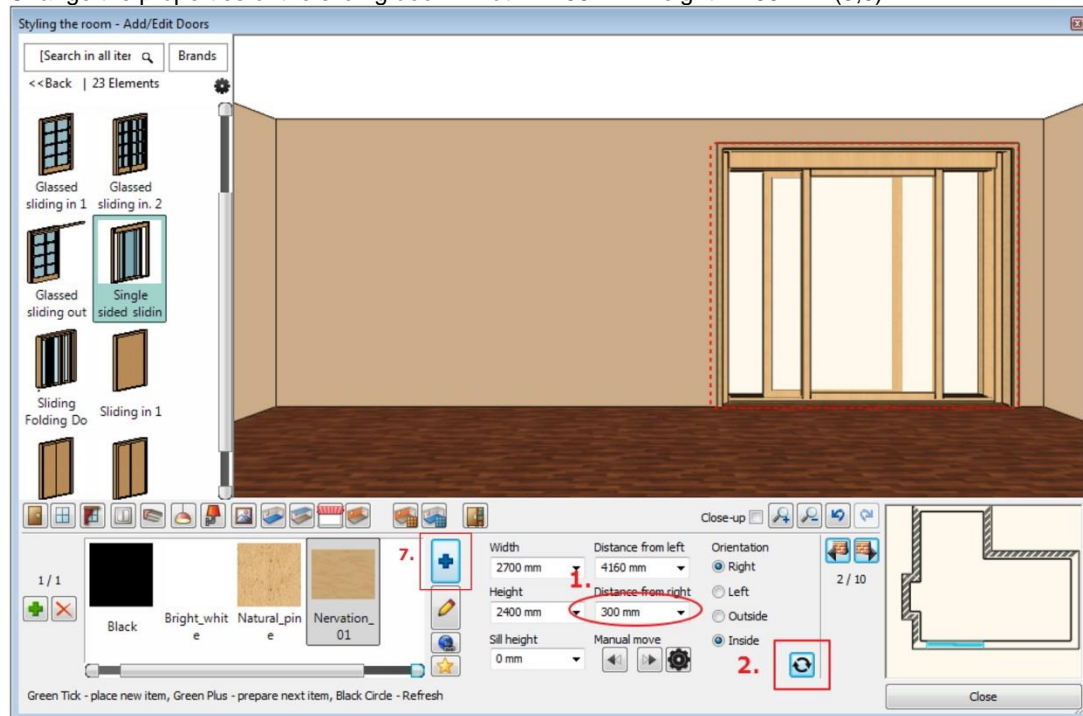 Styling the room - Add/Edit Doors
[Search in all iter
Brands
<<Back | 23 Elements
Glassed sliding in 1
Glassed sliding in. 2
Glassed sliding out
Single sided slidin
Sliding Folding Do
Sliding in 1
Close-up
1 / 1
Black
Bright_whit e
Natural_pin e
Nervation_ 01
7.
Width
2700 mm
Height
2400 mm
Sill height
0 mm
1.
Distance from left
4160 mm
Distance from right
300 mm
Manual move
Orientation
Right
Left
Outside
Inside
2.
2 / 10
Green Tick - place new item, Green Plus - prepare next item, Black Circle - Refresh
Close